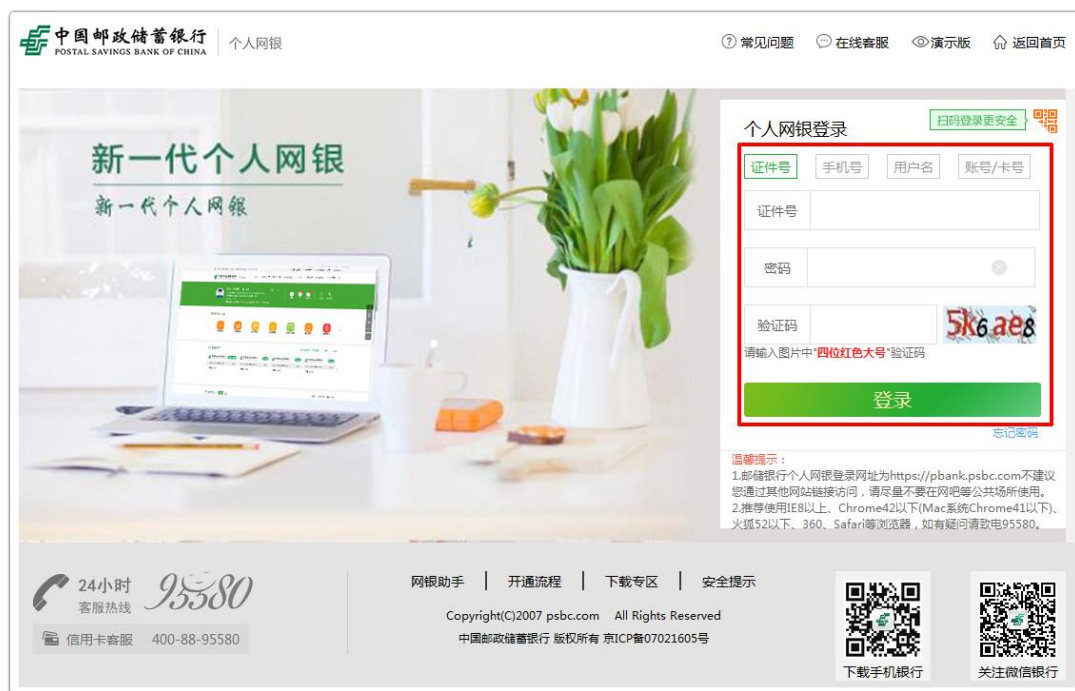 中国邮政储蓄银行
POSTAL SAVINGS BANK OF CHINA
个人网银
常见问题 在线客服 演示版 返回首页
新一代个人网银
新一代个人网银
个人网银登录
扫码登录更安全
证件号 手机号 用户名 账号/卡号
证件号
密码
验证码
5k6ae8
请输入图片中"四位红色大号"验证码
登录
忘记密码
温馨提示：
1.邮储银行个人网银登录网址为https://pbank.psbc.com不建议
您通过其他网站链接访问，请尽量不要在网吧等公共场所使用。
2.推荐使用IE8以上、Chrome42以下(Mac系统Chrome41以下)、
火狐52以下、360、Safari等浏览器，如有疑问请致电95580。
24小时
客服热线
95580
信用卡客服 400-88-95580
网银助手 开通流程 下载专区 安全提示
Copyright(C)2007 psbc.com All Rights Reserved
中国邮政储蓄银行 版权所有 京ICP备07021605号
下载手机银行
关注微信银行